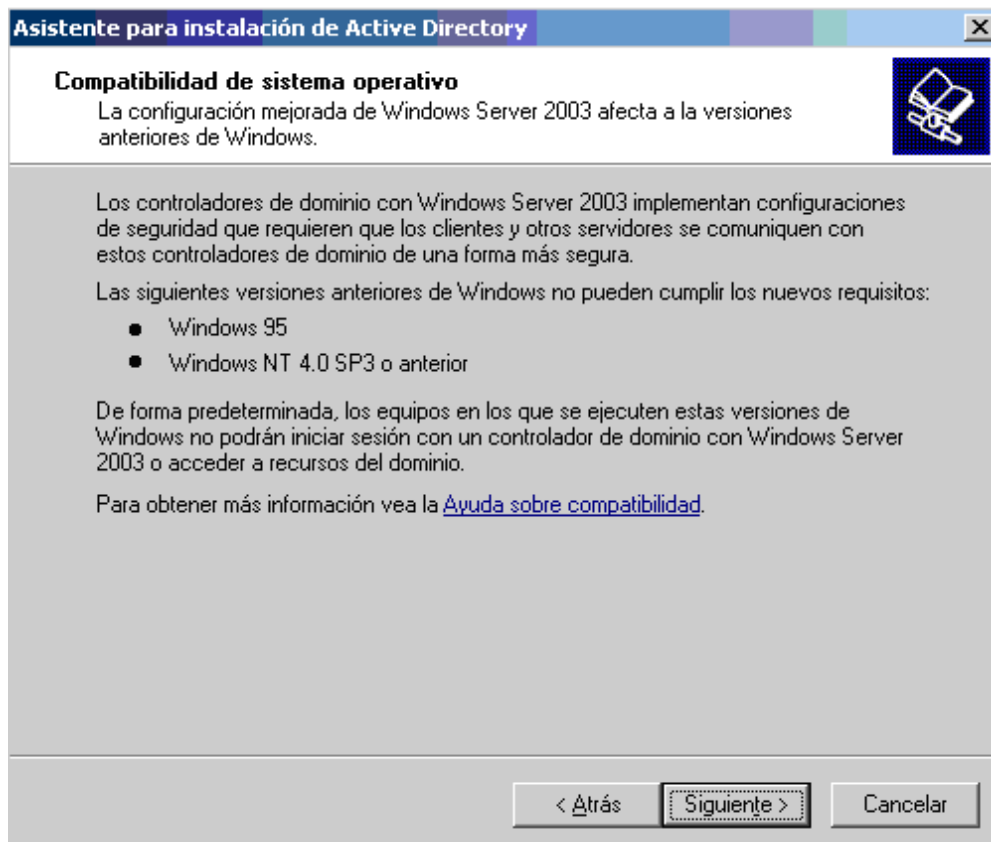 Asistente para instalación de Active Directory
Compatibilidad de sistema operativo
La configuración mejorada de Windows Server 2003 afecta a la versiones
anteriores de Windows.
Los controladores de dominio con Windows Server 2003 implementan configuraciones
de seguridad que requieren que los clientes y otros servidores se comuniquen con
estos controladores de dominio de una forma más segura.
Las siguientes versiones anteriores de Windows no pueden cumplir los nuevos requisitos:
● Windows 95
● Windows NT 4.0 SP3 o anterior
De forma predeterminada, los equipos en los que se ejecuten estas versiones de
Windows no podrán iniciar sesión con un controlador de dominio con Windows Server
2003 o acceder a recursos del dominio.
Para obtener más información vea la Ayuda sobre compatibilidad.
< Atrás Siguiente > Cancelar